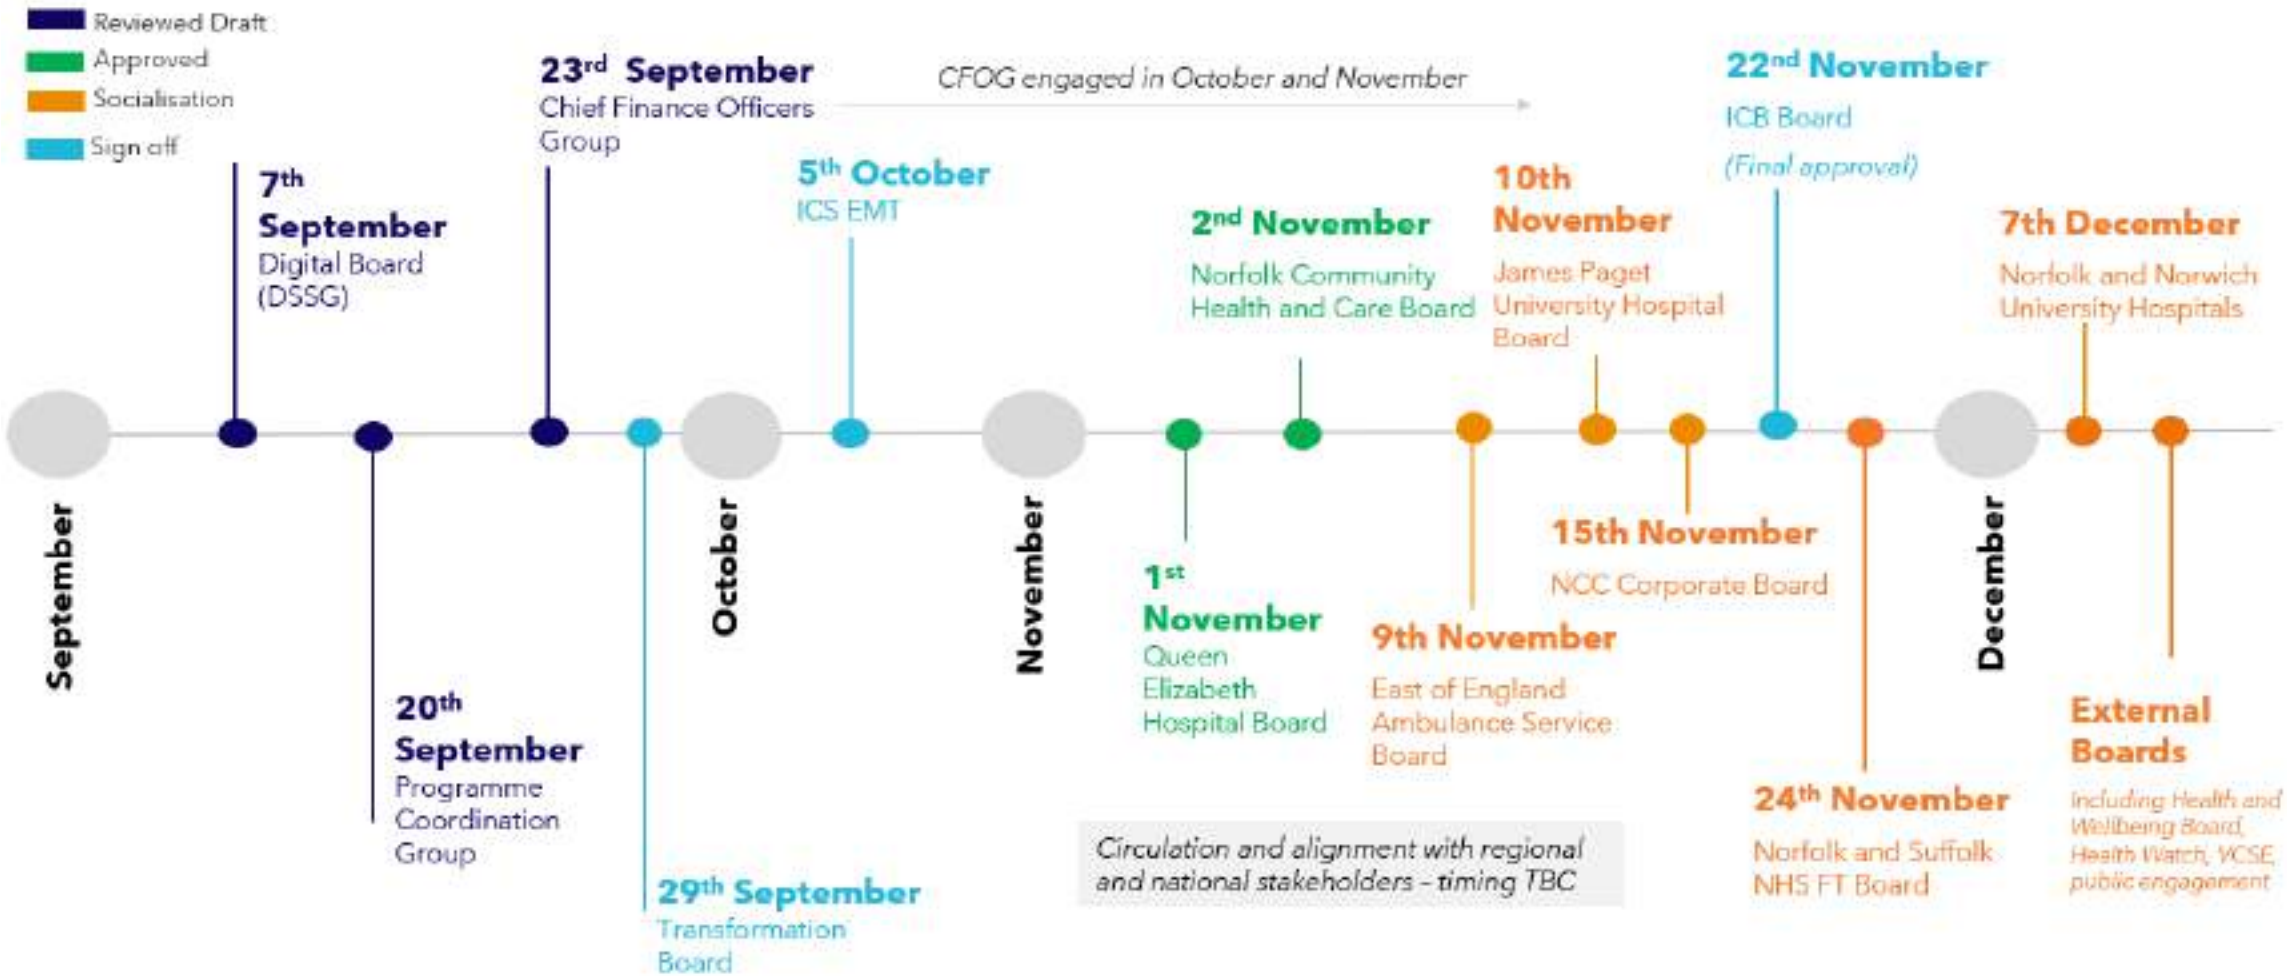 Reviewed Draft
Approved
Socialisation
Sign off
7th
September
Digital Board
(DSSG)
23rd September
Chief Finance Officers
Group
CFOG engaged in October and November
5th October
ICS EMT
2nd November
Norfolk Community
Health and Care Board
10th
November
James Paget
University Hospital
Board
22nd November
ICB Board
(Final approval)
7th December
Norfolk and Norwich
University Hospitals
September
October
November
December
20th
September
Programme
Coordination
Group
29th September
Transformation
Board
1st
November
Queen
Elizabeth
Hospital Board
9th November
East of England
Ambulance Service
Board
15th November
NCC Corporate Board
24th November
Norfolk and Suffolk
NHS FT Board
External
Boards
Including Health and
Wellbeing Board,
Health Watch, VCSE,
public engagement
Circulation and alignment with regional
and national stakeholders – timing TBC